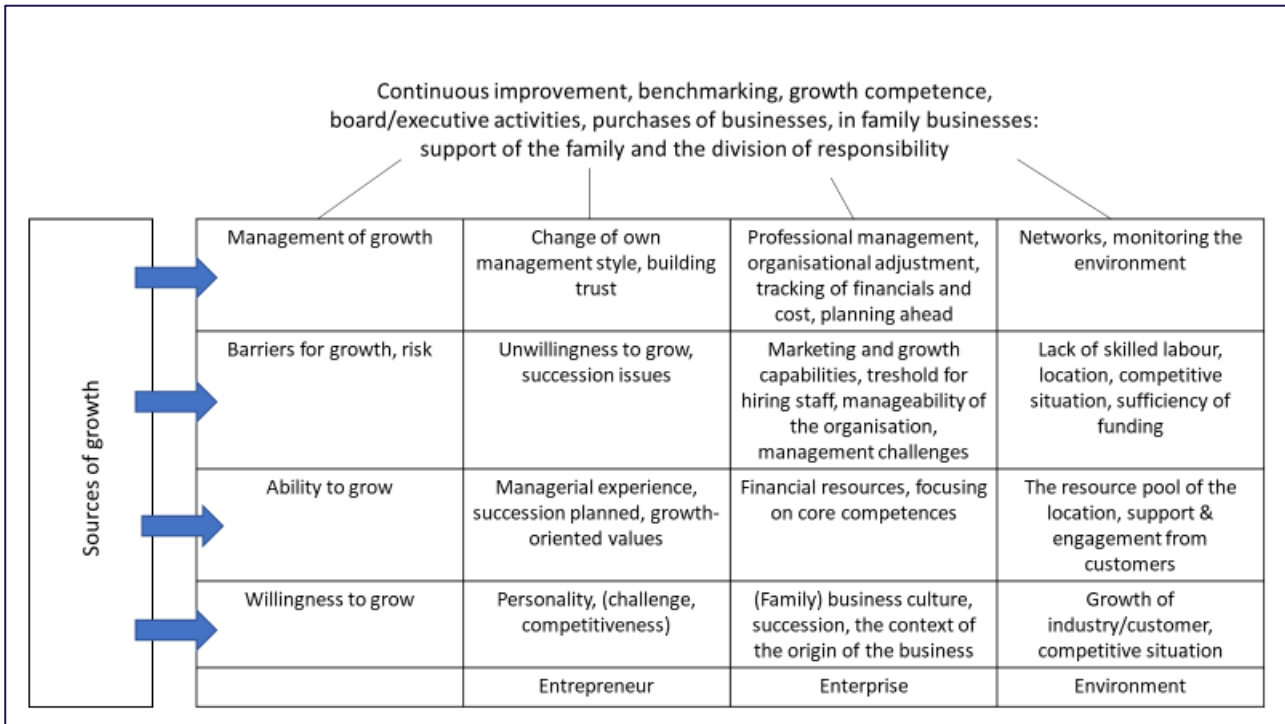 Continuous improvement, benchmarking, growth competence,
board/executive activities, purchases of businesses, in family businesses:
support of the family and the division of responsibility
Sources of growth
Management of growth
Change of own
management style, building
trust
Professional management,
organisational adjustment,
tracking of financials and
cost, planning ahead
Networks, monitoring the
environment
Barriers for growth, risk
Unwillingness to grow,
succession issues
Marketing and growth
capabilities, treshold for
hiring staff, manageability of
the organisation,
management challenges
Lack of skilled labour,
location, competitive
situation, sufficiency of
funding
Ability to grow
Managerial experience,
succession planned, growth-
oriented values
Financial resources, focusing
on core competences
The resource pool of the
location, support &
engagement from
customers
Willingness to grow
Personality, (challenge,
competitiveness)
(Family) business culture,
succession, the context of
the origin of the business
Growth of
industry/customer,
competitive situation
Entrepreneur
Enterprise
Environment